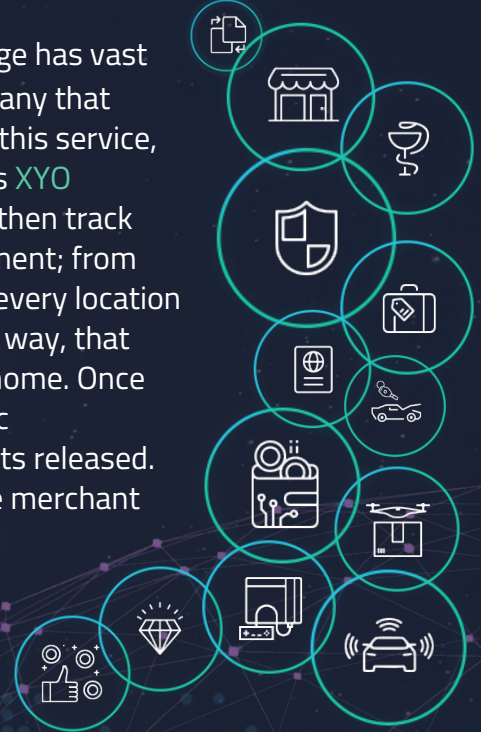 ge has vast
any that
this service,
s XYO
then track
nent; from
every location
way, that
nome. Once
c
ts released.
e merchant